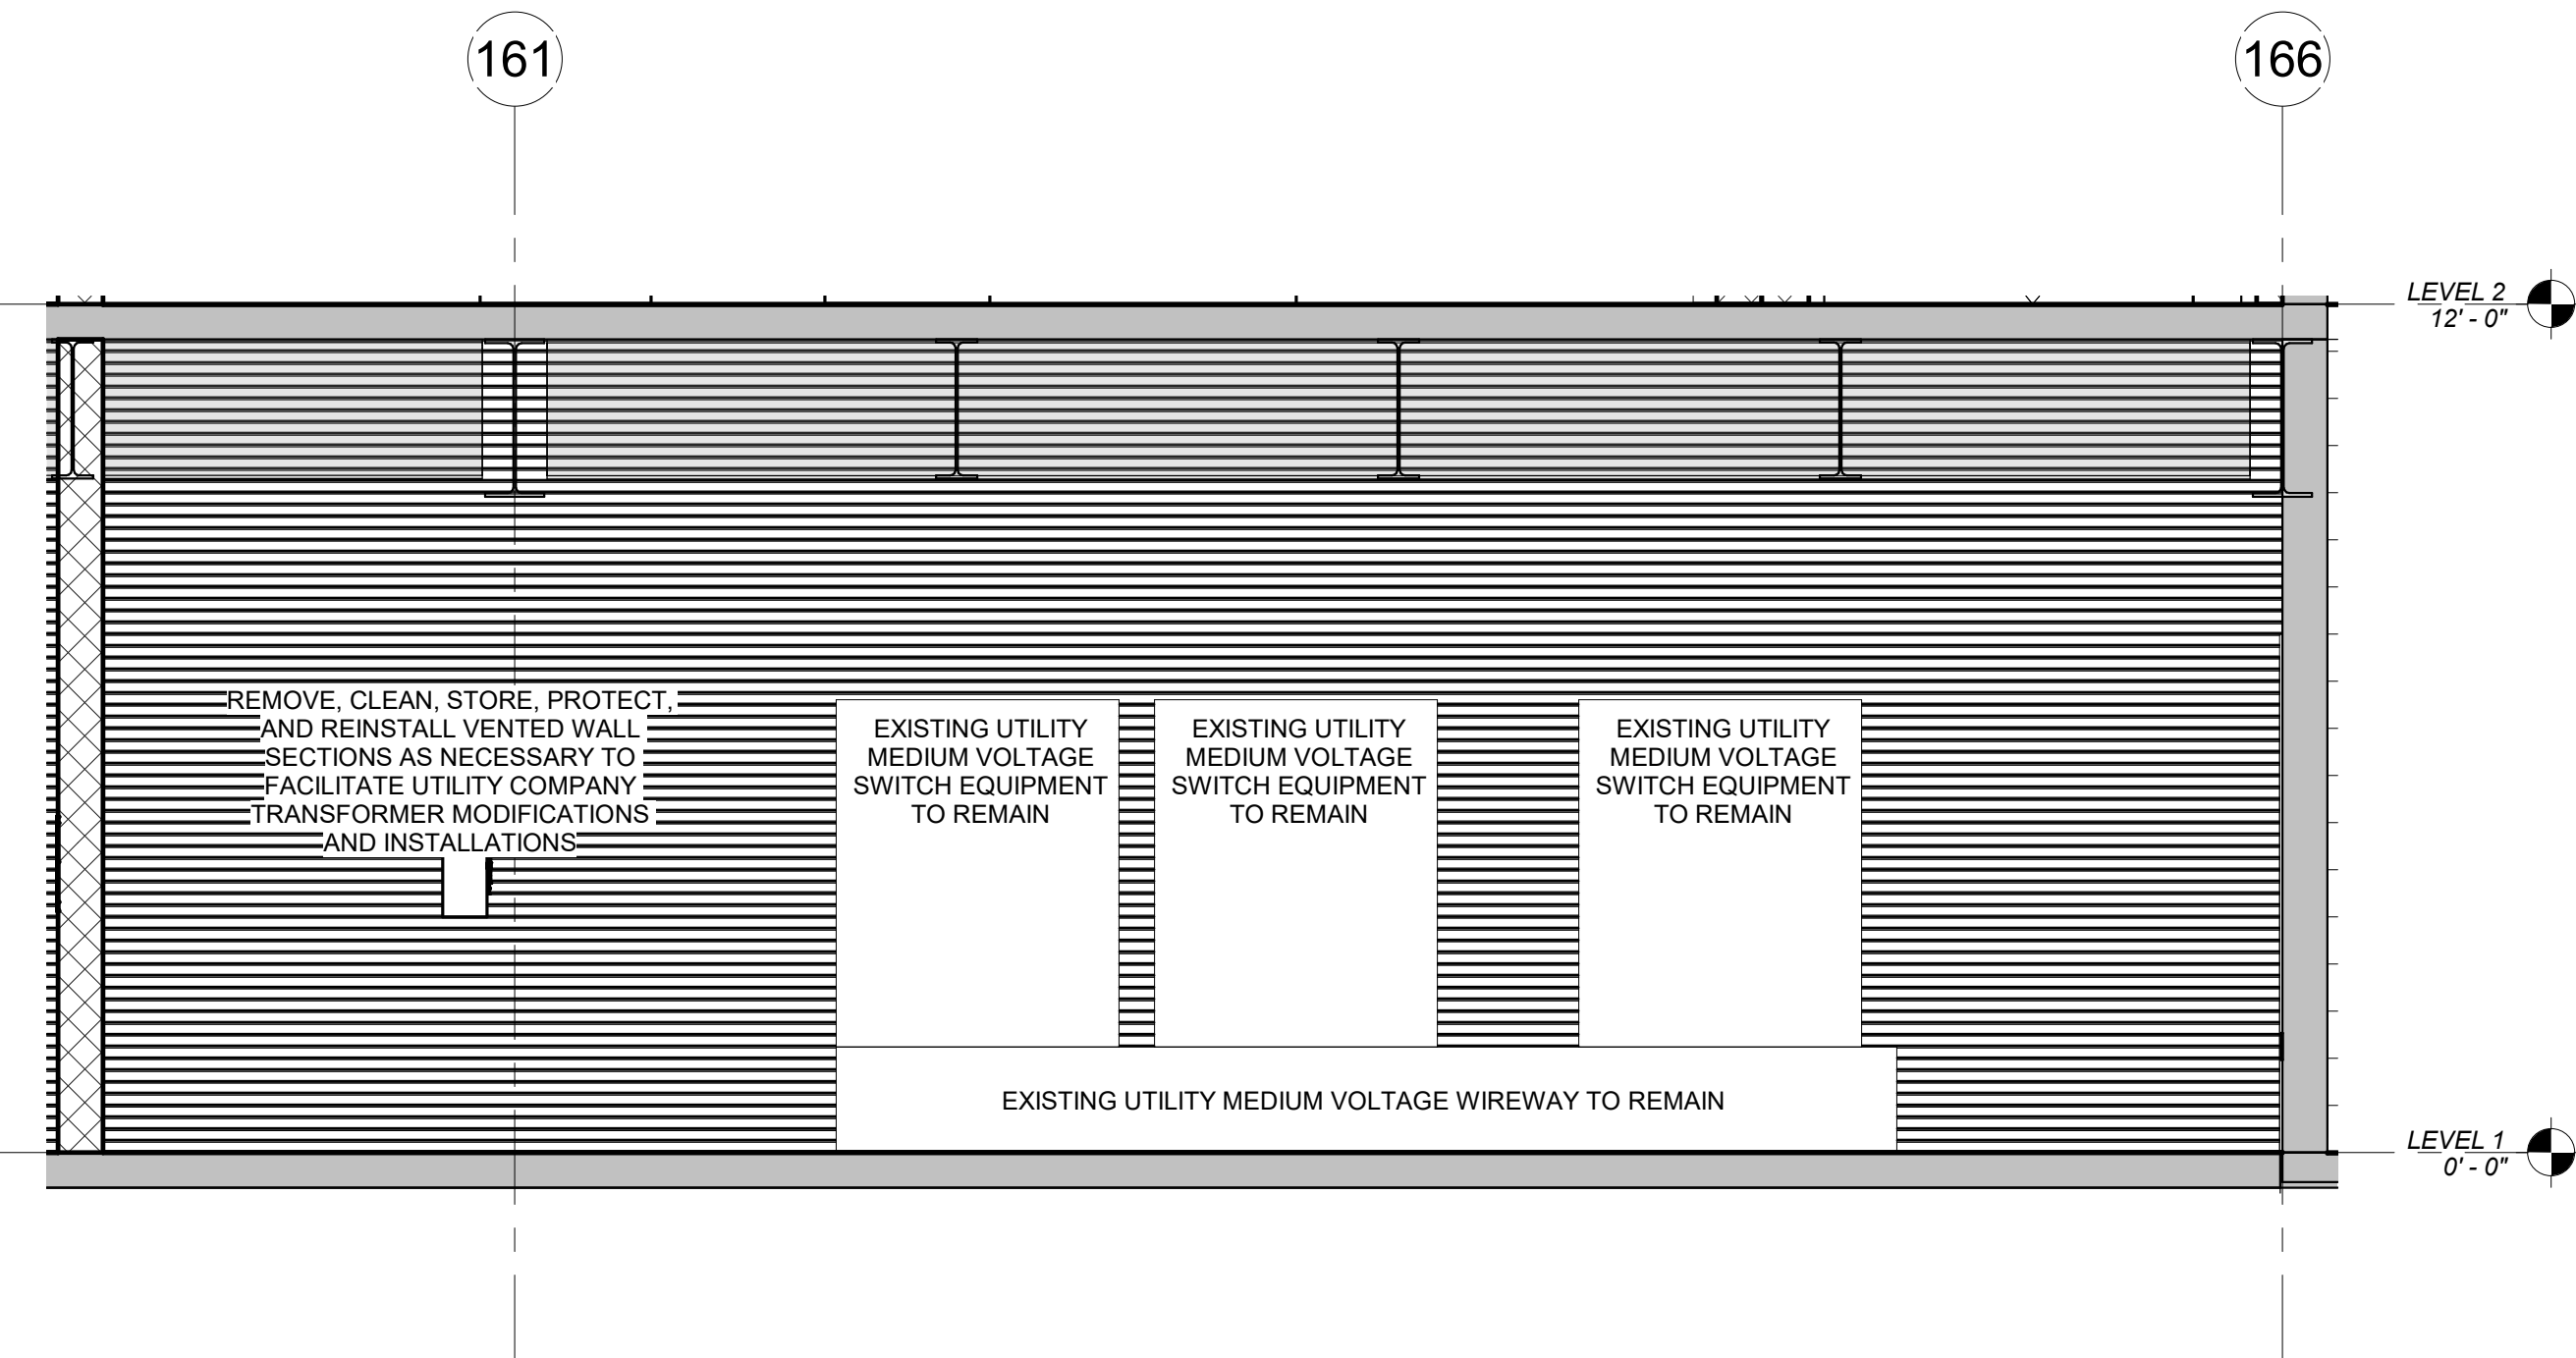 161
166
LEVEL 2
12' - 0"
REMOVE, CLEAN, STORE, PROTECT,
AND REINSTALL VENTED WALL
SECTIONS AS NECESSARY TO
FACILITATE UTILITY COMPANY
TRANSFORMER MODIFICATIONS
AND INSTALLATIONS
EXISTING UTILITY
MEDIUM VOLTAGE
SWITCH EQUIPMENT
TO REMAIN
EXISTING UTILITY
MEDIUM VOLTAGE
SWITCH EQUIPMENT
TO REMAIN
EXISTING UTILITY
MEDIUM VOLTAGE
SWITCH EQUIPMENT
TO REMAIN
EXISTING UTILITY MEDIUM VOLTAGE WIREWAY TO REMAIN
LEVEL 1
0' - 0"